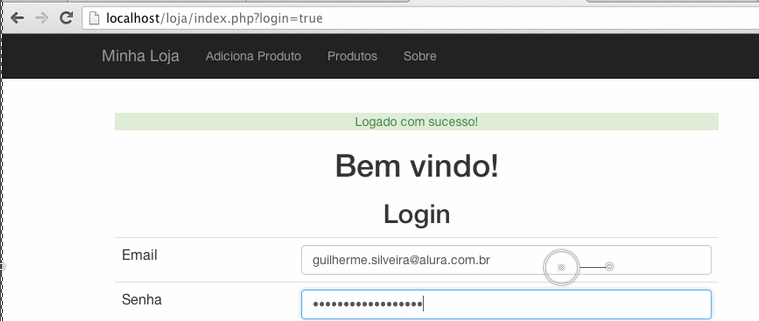 localhost/loja/index.php?login=true
Minha Loja Adiciona Produto Produtos Sobre
Logado com sucesso!
Bem vindo!
Login
Email guilherme.silveira@alura.com.br
Senha ••••••••••••••••••